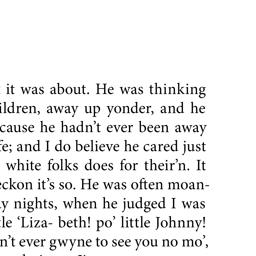 it was about. He was thinking
ildren, away up yonder, and he
cause he hadn’t ever been away
fe; and I do believe he cared just
white folks does for their’n. It
eckon it’s so. He was often moan-
y nights, when he judged I was
le ‘Liza- beth! po’ little Johnny!
n’t ever gwyne to see you no mo’,